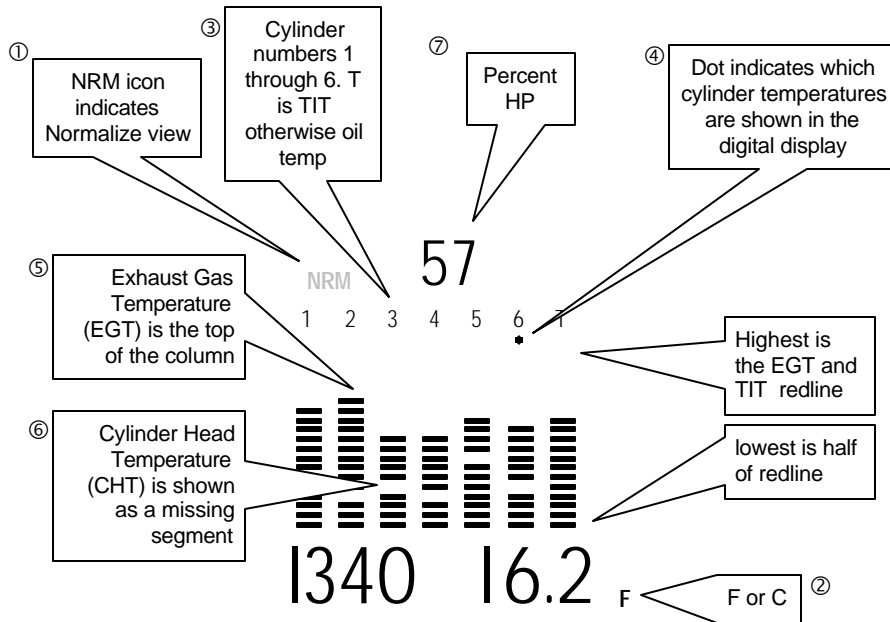 ①
NRM icon
indicates
Normalize view
③
Cylinder
numbers 1
through 6. T
is TIT
otherwise oil
temp
⑦
Percent
HP
④
Dot indicates which
cylinder temperatures
are shown in the
digital display
NRM
57
1 2 3 4 5 6 T
⑤
Exhaust Gas
Temperature
(EGT) is the top
of the column
Highest is
the EGT and
TIT redline
⑥
Cylinder Head
Temperature
(CHT) is shown
as a missing
segment
lowest is half
of redline
1340 16.2 F
F or C
②